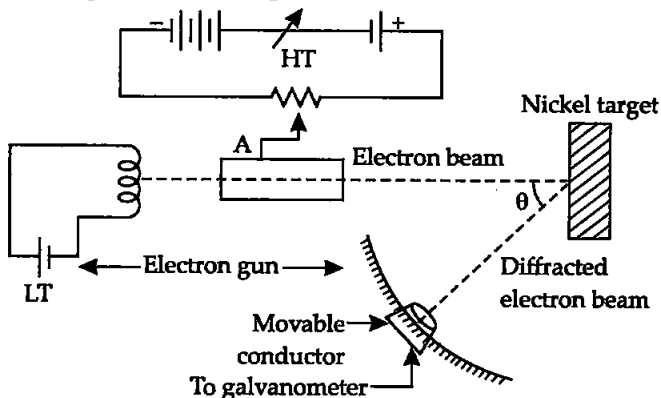 − +
HT
Nickel target
A
Electron beam
θ
Electron gun
LT
Diffracted
electron beam
Movable
conductor
To galvanometer